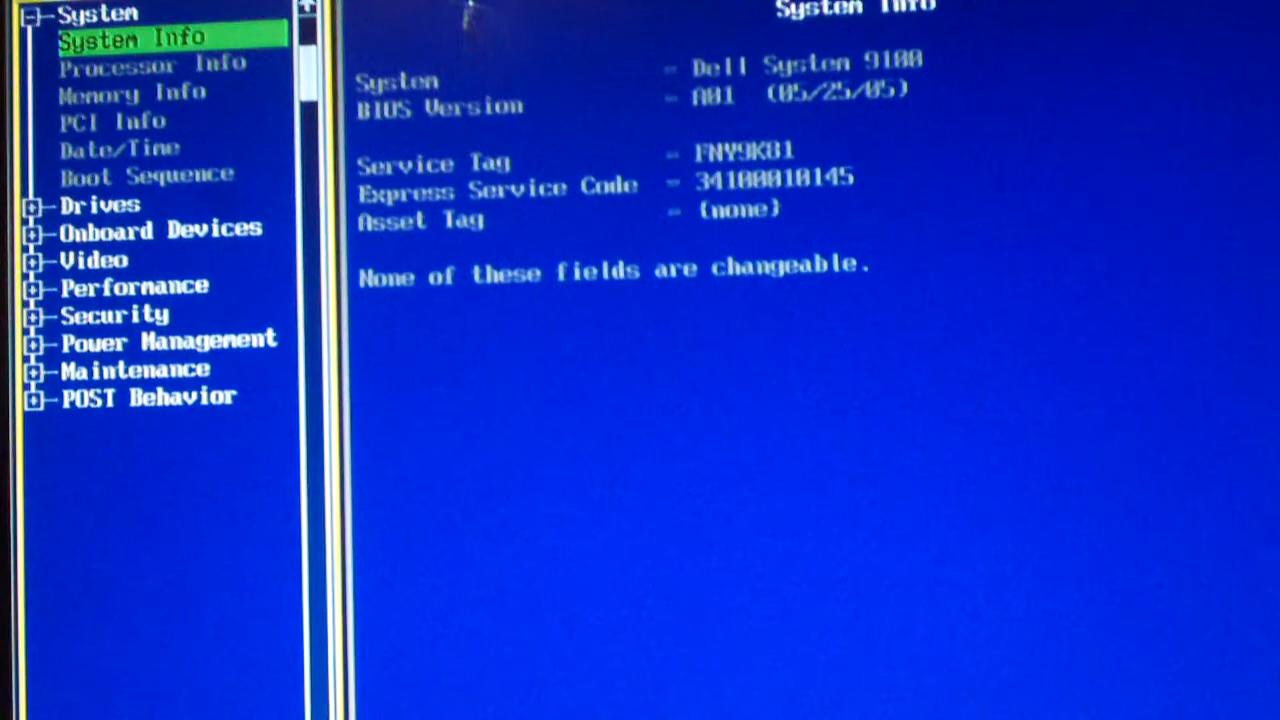 System
System Info
Processor Info
Memory Info
PCI Info
Date/Time
Boot Sequence
Drives
Onboard Devices
Video
Performance
Security
Power Management
Maintenance
POST Behavior
System Info
System - Dell System 9100
BIOS Version - A01 (05/25/05)
Service Tag - FNY9K81
Express Service Code - 34100010145
Asset Tag - (none)
None of these fields are changeable.